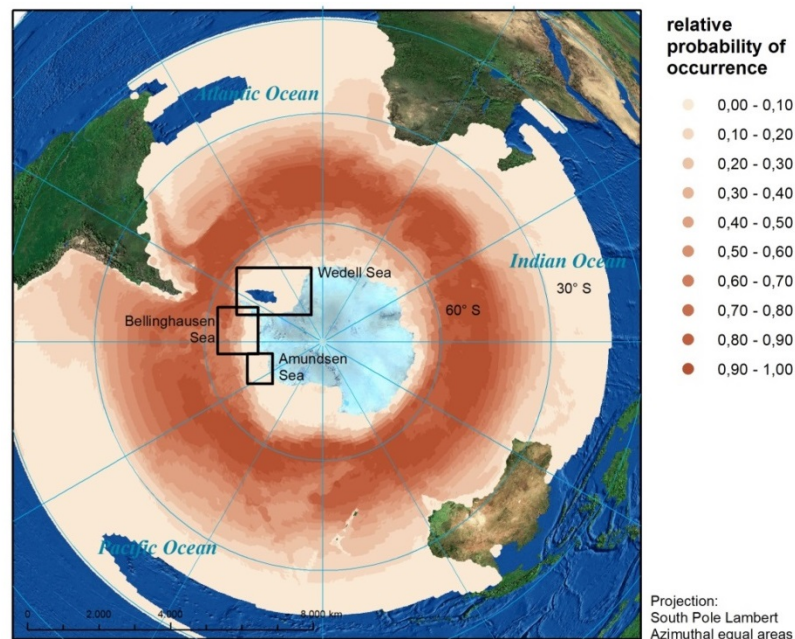 relative
probability of
occurrence
0,00 - 0,10
0,10 - 0,20
0,20 - 0,30
0,30 - 0,40
0,40 - 0,50
0,50 - 0,60
0,60 - 0,70
0,70 - 0,80
0,80 - 0,90
0,90 - 1,00
Atlantic Ocean
Indian Ocean
30° S
Wedell Sea
60° S
Bellinghausen
Sea
Amundsen
Sea
Pacific Ocean
0 2.000 4.000 8.000 km
Projection:
South Pole Lambert
Azimuthal equal areas